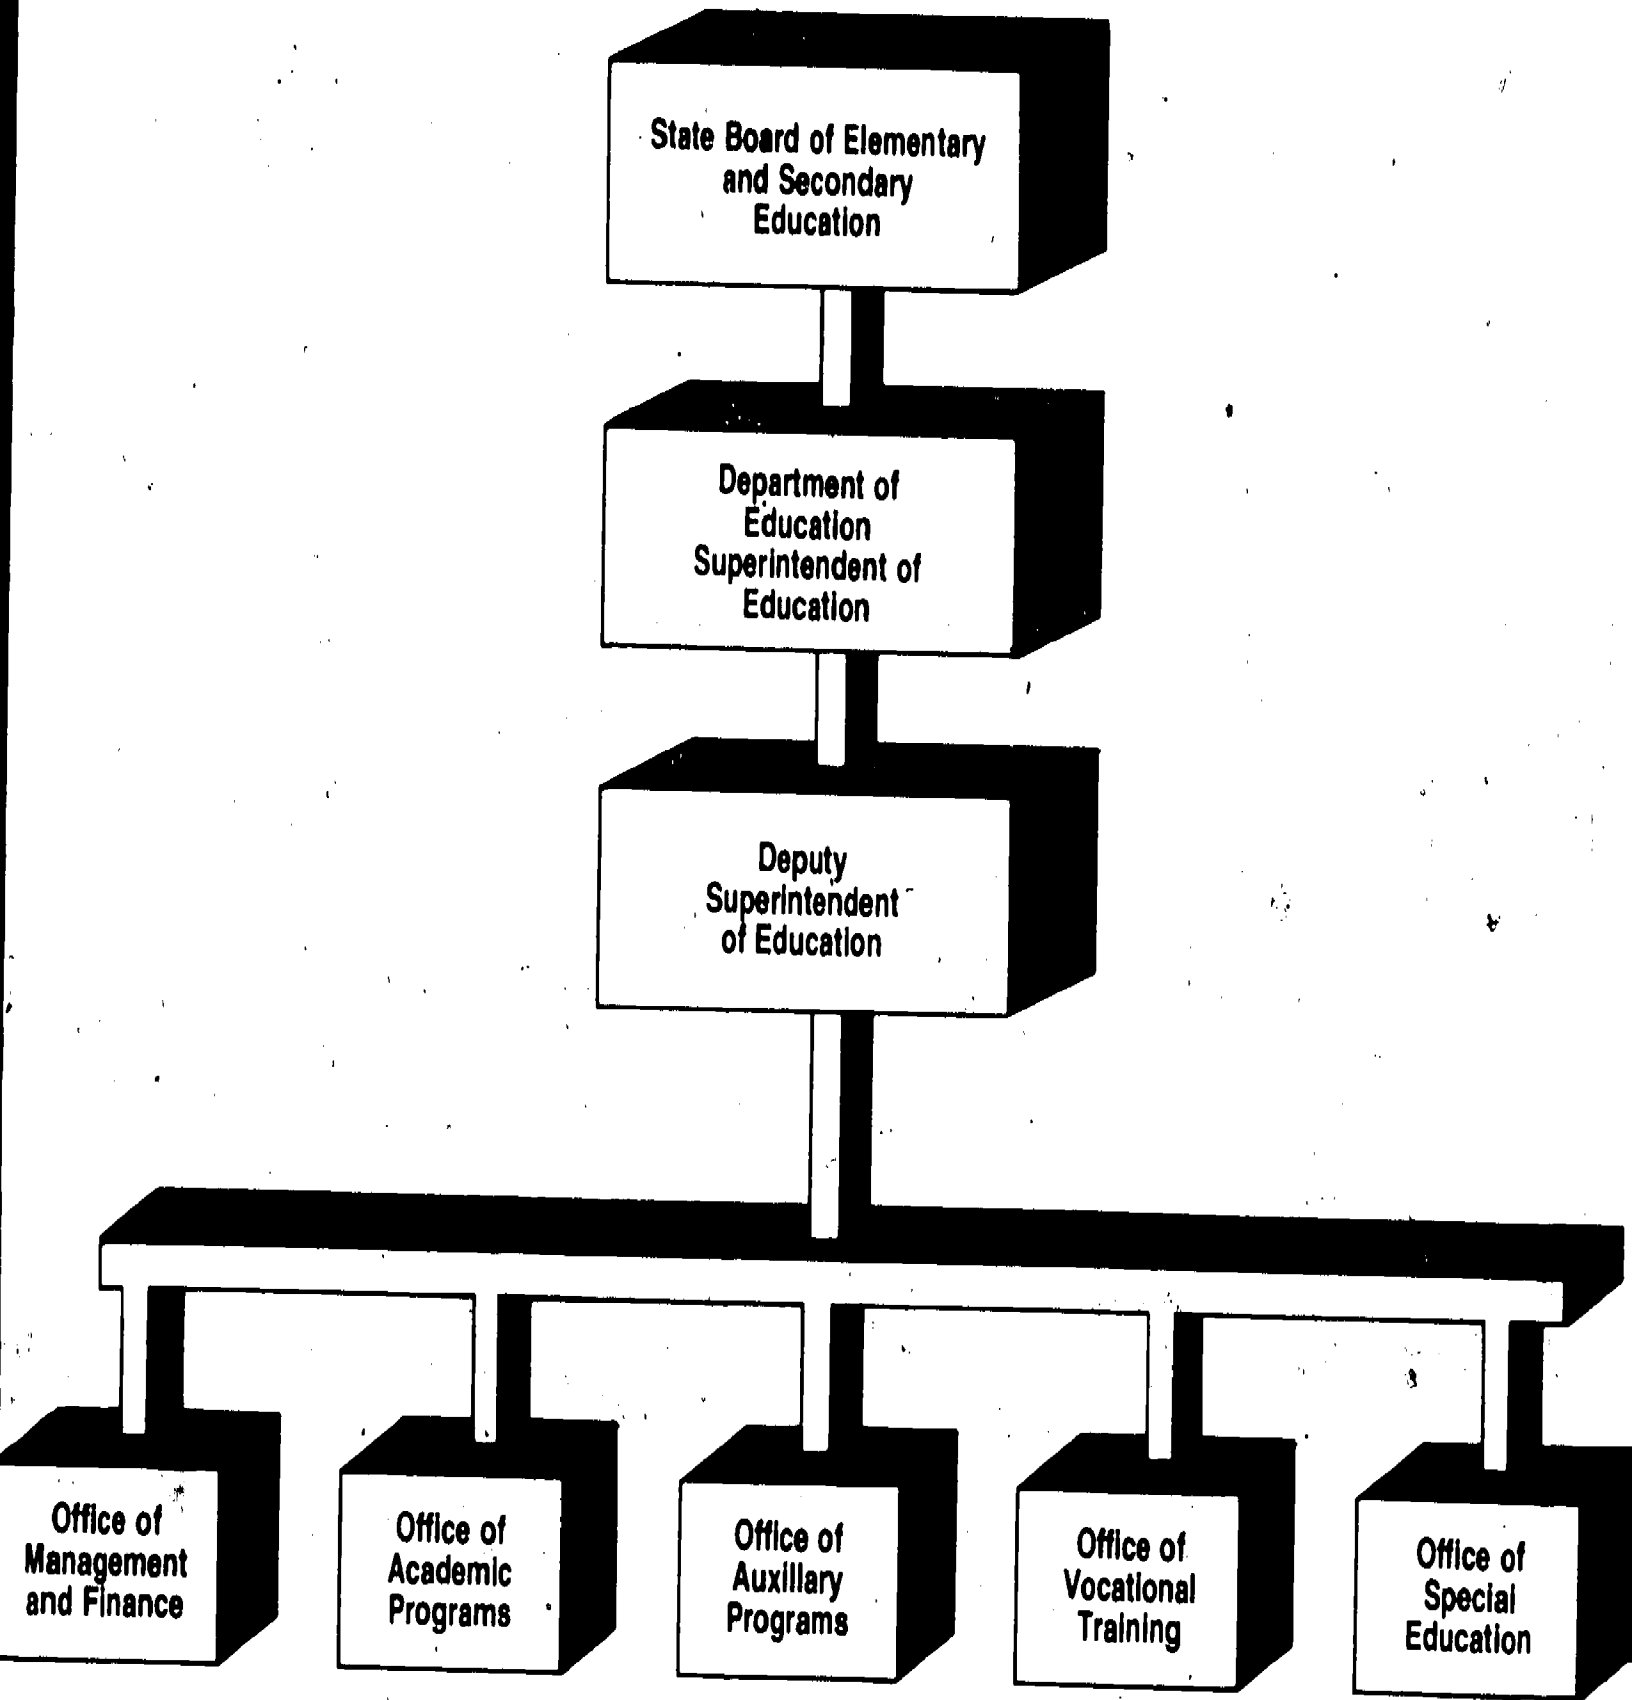 State Board of Elementary
and Secondary
Education
Department of
Education
Superintendent of
Education
Deputy
Superintendent
of Education
Office of
Management
and Finance
Office of
Academic
Programs
Office of
Auxillary
Programs
Office of
Vocational
Training
Office of
Special
Education